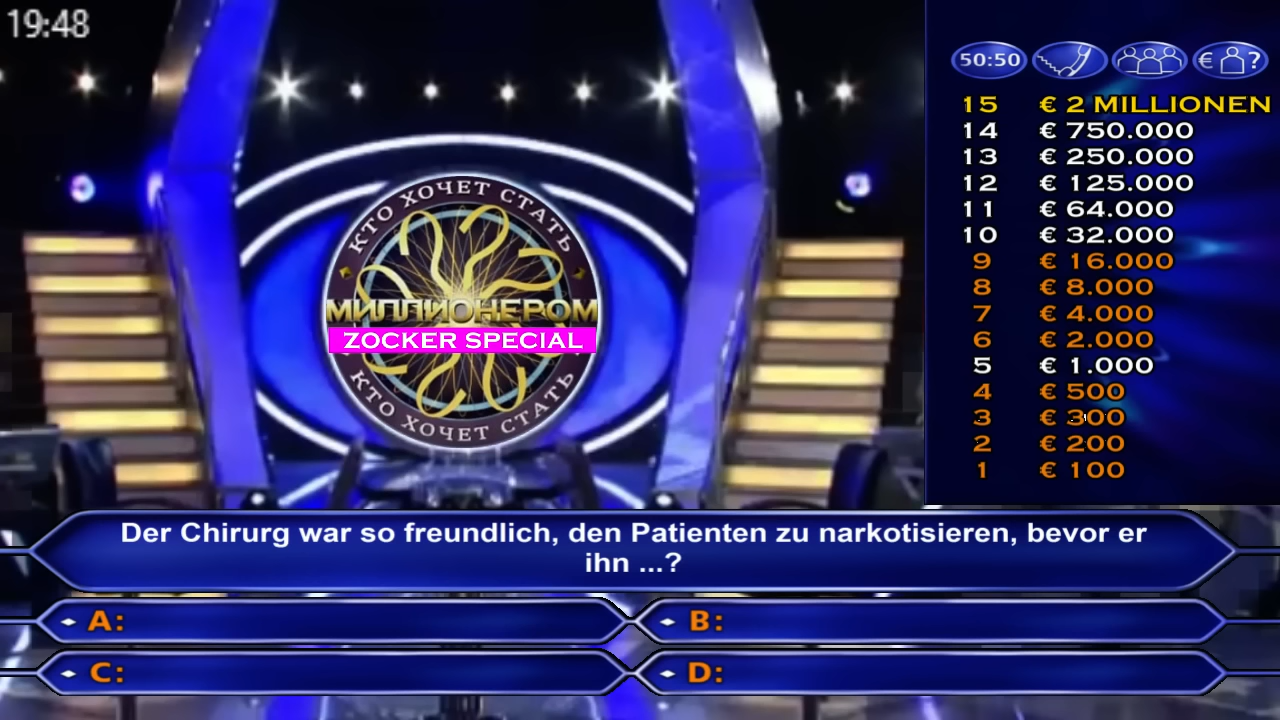 19:48
КТО ХОЧЕТ СТАТЬ
МИЛЛИОНЕРОМ
ZOCKER SPECIAL
КТО ХОЧЕТ СТАТЬ
50:50
€ ?
15 € 2 MILLIONEN
14 € 750.000
13 € 250.000
12 € 125.000
11 € 64.000
10 € 32.000
9 € 16.000
8 € 8.000
7 € 4.000
6 € 2.000
5 € 1.000
4 € 500
3 € 300
2 € 200
1 € 100
Der Chirurg war so freundlich, den Patienten zu narkotisieren, bevor er
ihn ...?
A:
B:
C:
D: